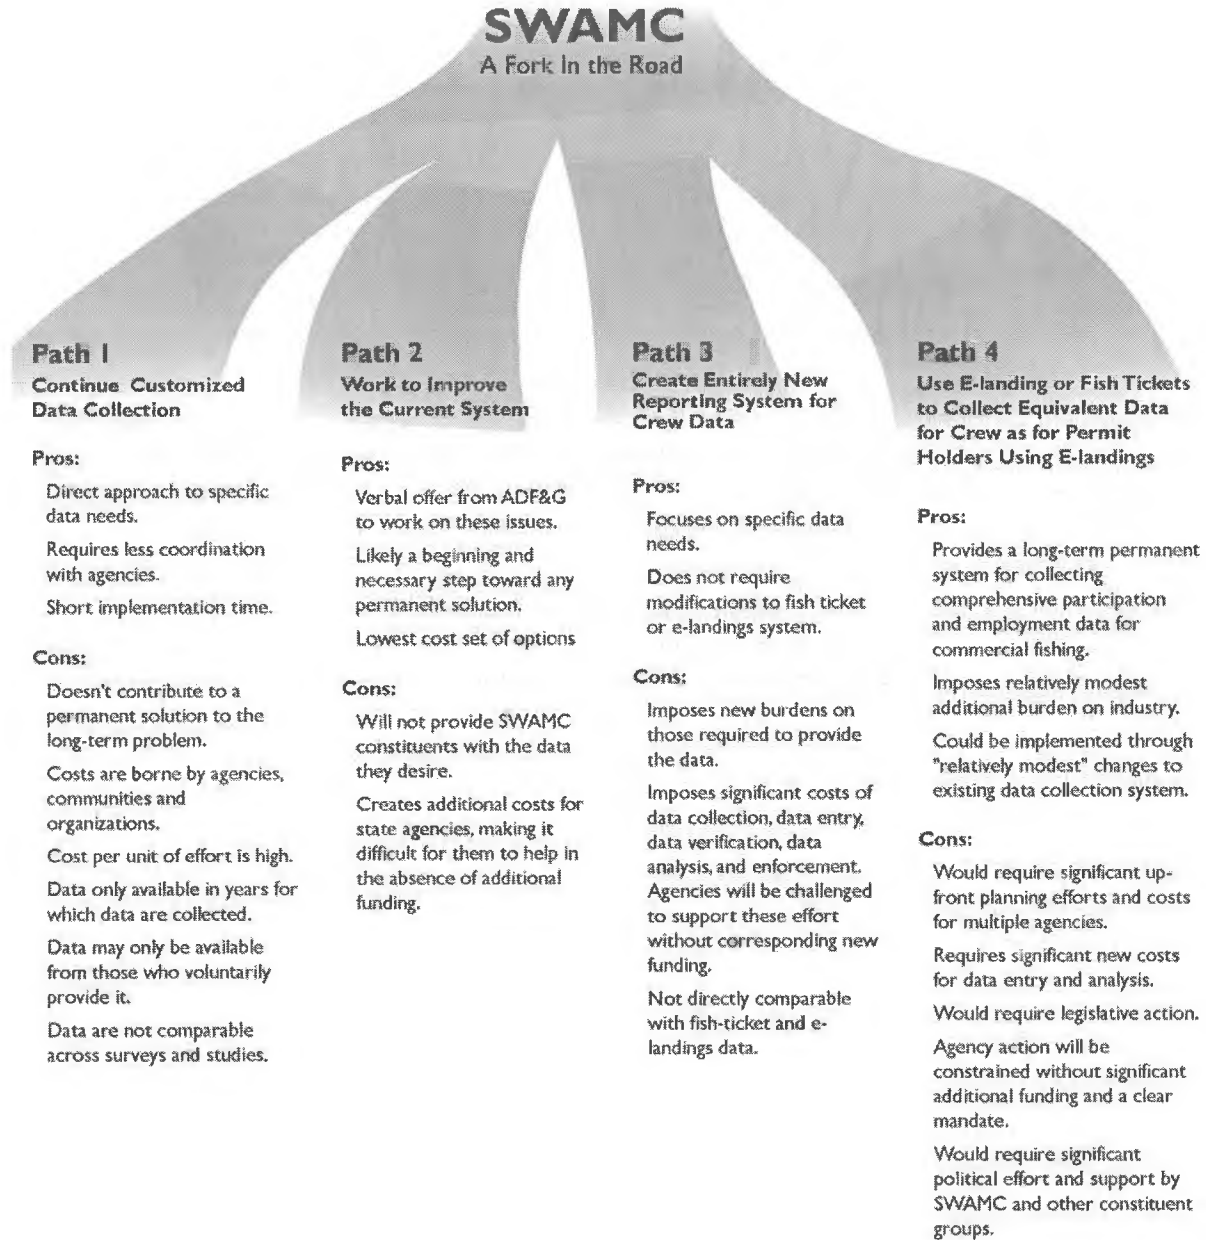 SWAMC
A Fork In the Road
Path 1
Continue Customized
Data Collection
Pros:
Direct approach to specific
data needs.
Requires less coordination
with agencies.
Short implementation time.
Cons:
Doesn't contribute to a
permanent solution to the
long-term problem.
Costs are borne by agencies,
communities and
organizations.
Cost per unit of effort is high.
Data only available in years for
which data are collected.
Data may only be available
from those who voluntarily
provide it.
Data are not comparable
across surveys and studies.
Path 2
Work to Improve
the Current System
Pros:
Verbal offer from ADF&G
to work on these issues.
Likely a beginning and
necessary step toward any
permanent solution.
Lowest cost set of options
Cons:
Will not provide SWAMC
constituents with the data
they desire.
Creates additional costs for
state agencies, making it
difficult for them to help in
the absence of additional
funding.
Path 3
Create Entirely New
Reporting System for
Crew Data
Pros:
Focuses on specific data
needs.
Does not require
modifications to fish ticket
or e-landings system.
Cons:
Imposes new burdens on
those required to provide
the data.
Imposes significant costs of
data collection, data entry,
data verification, data
analysis, and enforcement.
Agencies will be challenged
to support these effort
without corresponding new
funding.
Not directly comparable
with fish-ticket and e-
landings data.
Path 4
Use E-landing or Fish Tickets
to Collect Equivalent Data
for Crew as for Permit
Holders Using E-landings
Pros:
Provides a long-term permanent
system for collecting
comprehensive participation
and employment data for
commercial fishing.
Imposes relatively modest
additional burden on industry.
Could be implemented through
"relatively modest" changes to
existing data collection system.
Cons:
Would require significant up-
front planning efforts and costs
for multiple agencies.
Requires significant new costs
for data entry and analysis.
Would require legislative action.
Agency action will be
constrained without significant
additional funding and a clear
mandate.
Would require significant
political effort and support by
SWAMC and other constituent
groups.